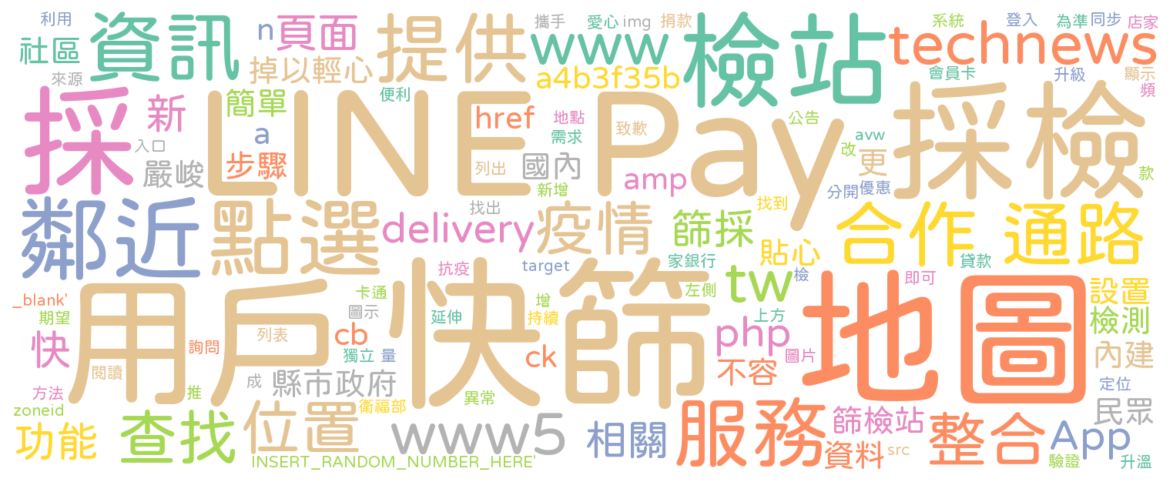 利用 攜手 愛心 img 捐款 系統 登入 為準 同步 店家
社區 資訊 n 頁面 提供 www 檢站 technews
來源 掉以輕心 a4b3f35b 會員卡 升級 顯示 頻
採 新 簡單 LINE Pay 採檢
便利 href 地點 公告
a 需求 致歉 avw
入口 步驟 列出 國內 改 更
嚴峻 新增 amp 分開 優惠
鄰近 點選 找出 找到 合作 通路
delivery 疫情 篩採 貼心
抗疫 target 家銀行 檢 貸款
用戶 快篩 tw 即可 地圖
_blank' 卡通 增 左側 設置
期望 圖示 延伸 持續 上方 檢測
快 詢問 列表 cb php
獨立 量 ck 圖片 內建
閱讀 成 縣市政府 不容 定位
方法 推 異常
zoneid 衛福部 民眾
功能 查找 位置 www5 相關 服務 篩檢站 整合 App
資料 src
INSERT_RANDOM_NUMBER_HERE' 驗證 升溫
款